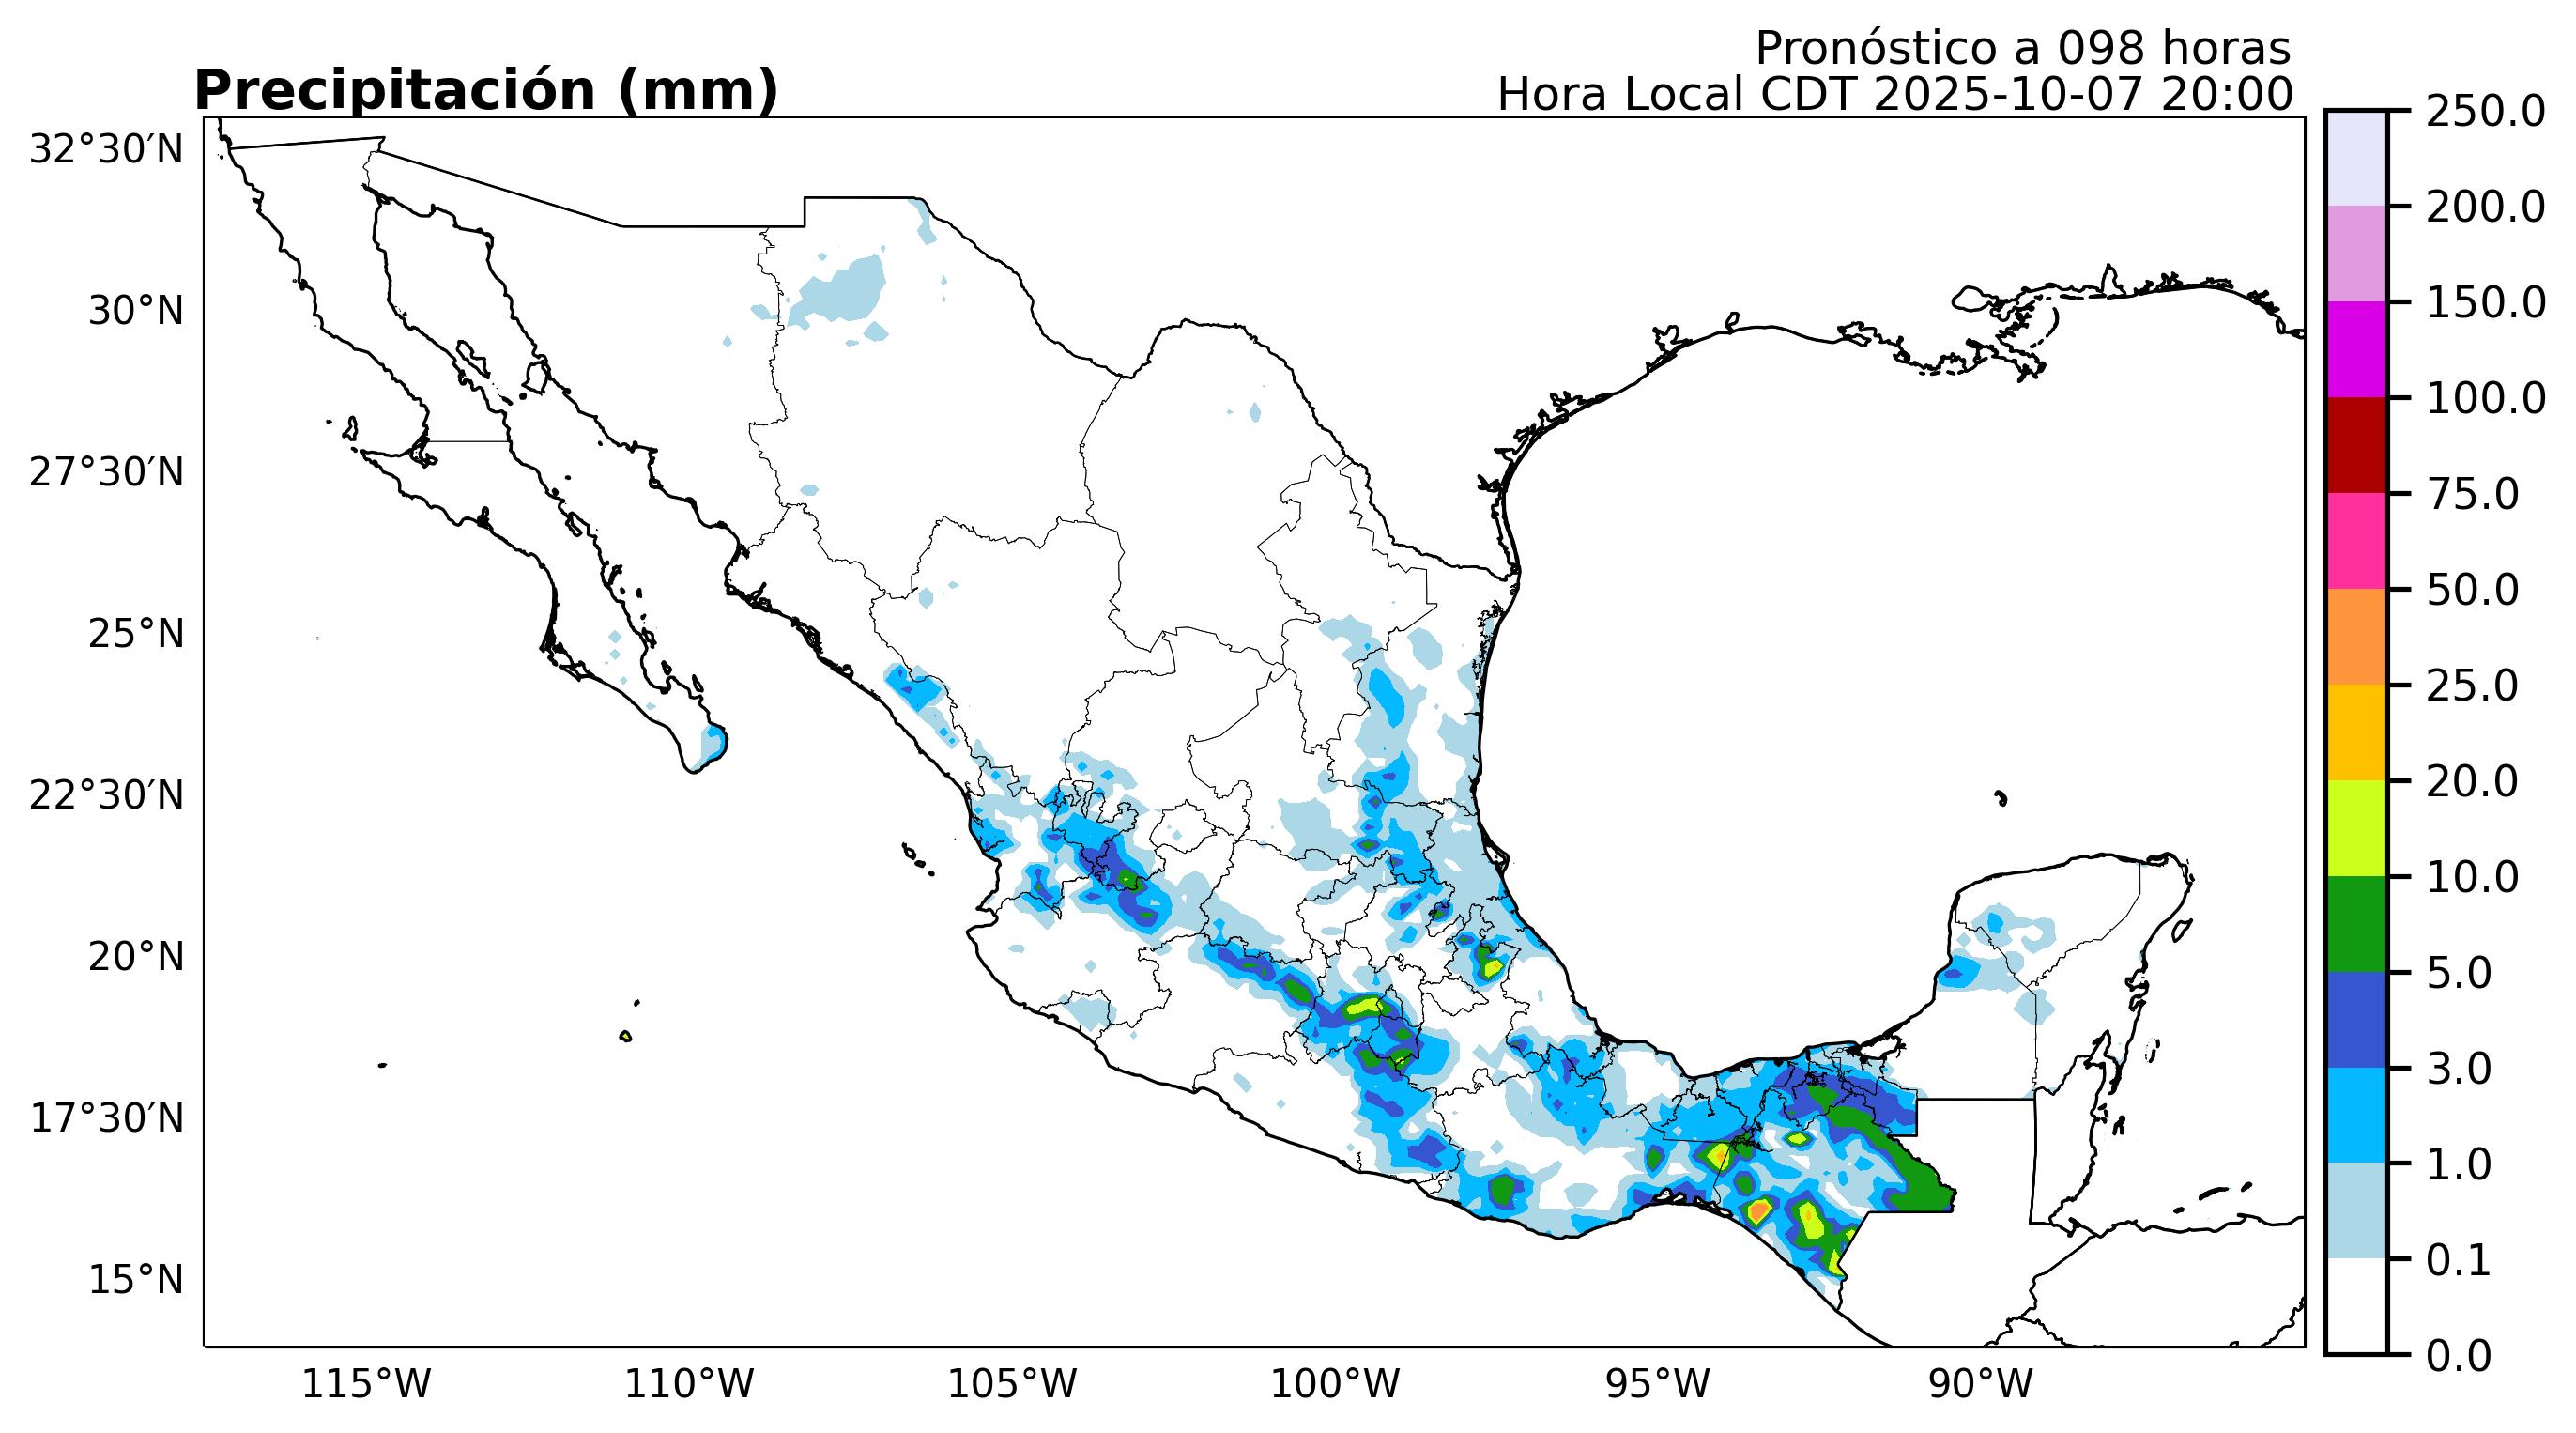 Pronóstico a 098 horas
Precipitación (mm)
Hora Local CDT 2025-10-07 20:00
32°30′N
30°N
27°30′N
25°N
22°30′N
20°N
17°30′N
15°N
115°W
110°W
105°W
100°W
95°W
90°W
250.0
200.0
150.0
100.0
75.0
50.0
25.0
20.0
10.0
5.0
3.0
1.0
0.1
0.0